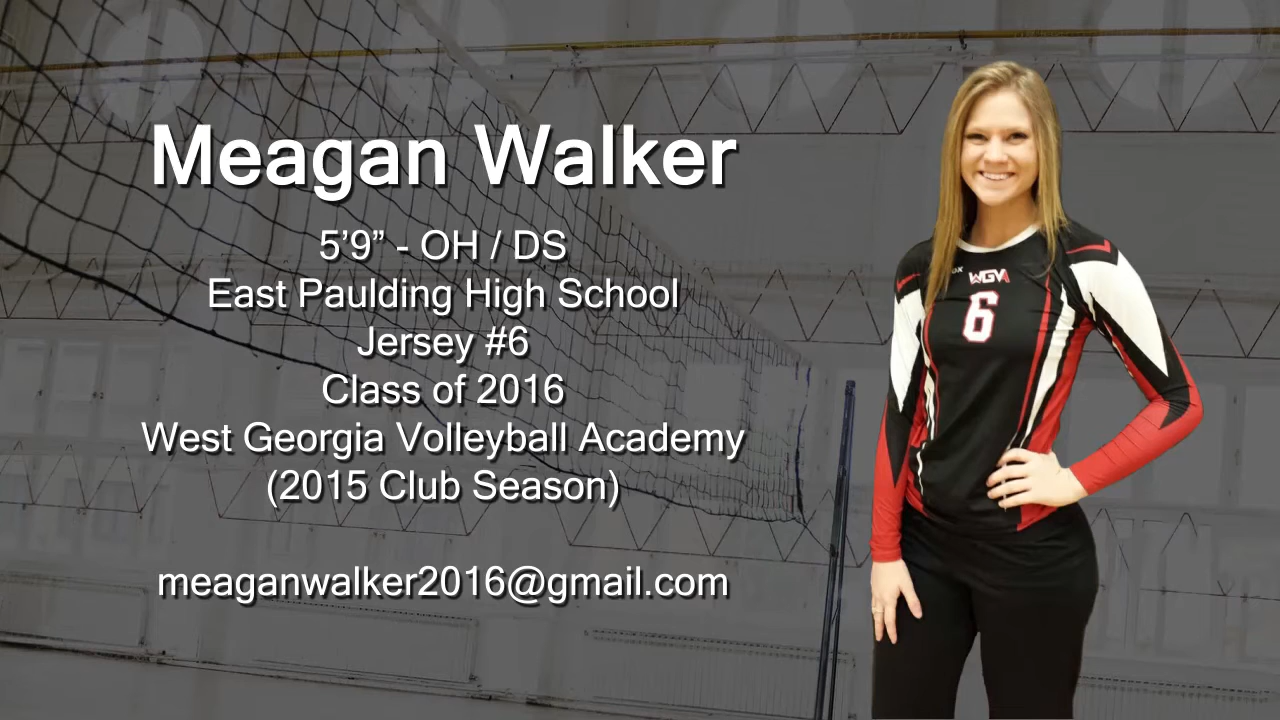 Meagan Walker
5’9” - OH / DS
East Paulding High School
Jersey #6
Class of 2016
West Georgia Volleyball Academy
(2015 Club Season)
meaganwalker2016@gmail.com
WGVA
6